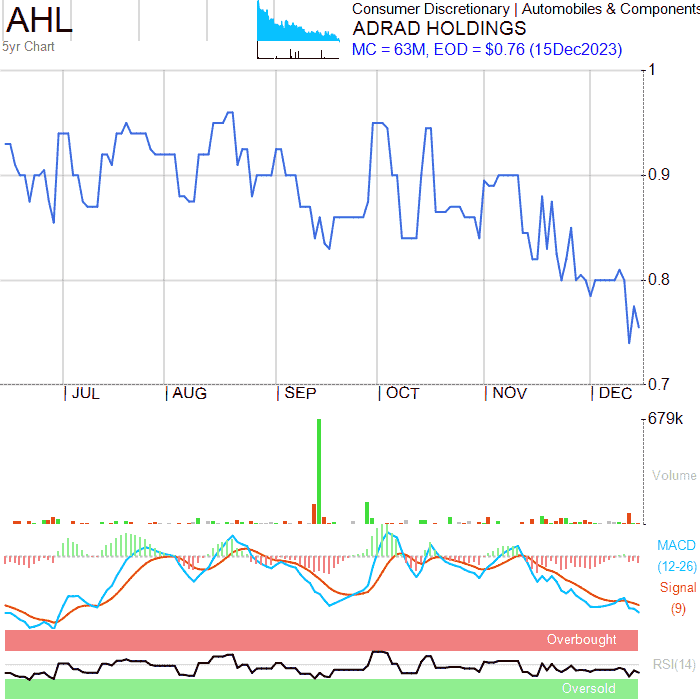 AHL
5yr Chart
Consumer Discretionary | Automobiles & Components
ADRAD HOLDINGS
MC = 63M, EOD = $0.76 (15Dec2023)
1
0.9
0.8
0.7
JUL AUG SEP OCT NOV DEC
679k
Volume
MACD
(12-26)
Signal
(9)
Overbought
RSI(14)
Oversold